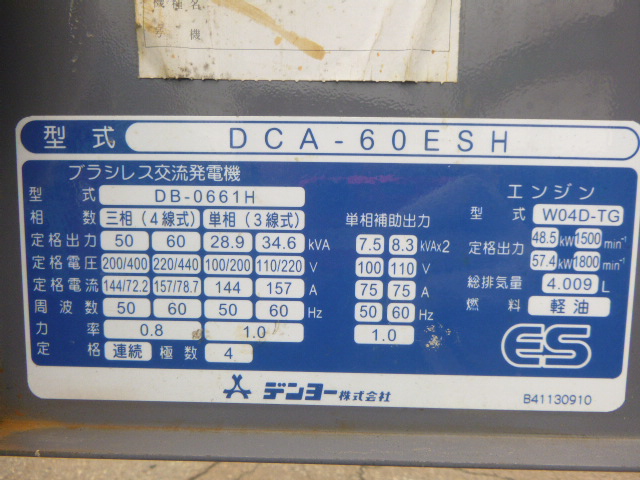 名
機
型式 DCA-60ESH
ブラシレス交流発電機
型式 DB-0661H
相数 三相(4線式) 単相(3線式) 単相補助出力
定格出力 50 60 28.9 34.6 kVA 7.5 8.3 kVA×2
定格電圧 200/400 220/440 100/200 110/220 V 100 110 V
定格電流 144/72.2 157/78.7 144 157 A 75 75 A
周波数 50 60 50 60 Hz 50 60 Hz
力率 0.8 1.0 1.0
定格 連続 極数 4
エンジン
型式 W04D-TG
定格出力 48.5 kW 1500 min⁻¹
57.4 kW 1800 min⁻¹
総排気量 4.009 L
燃料 軽油
ES
デンヨー株式会社
B41130910